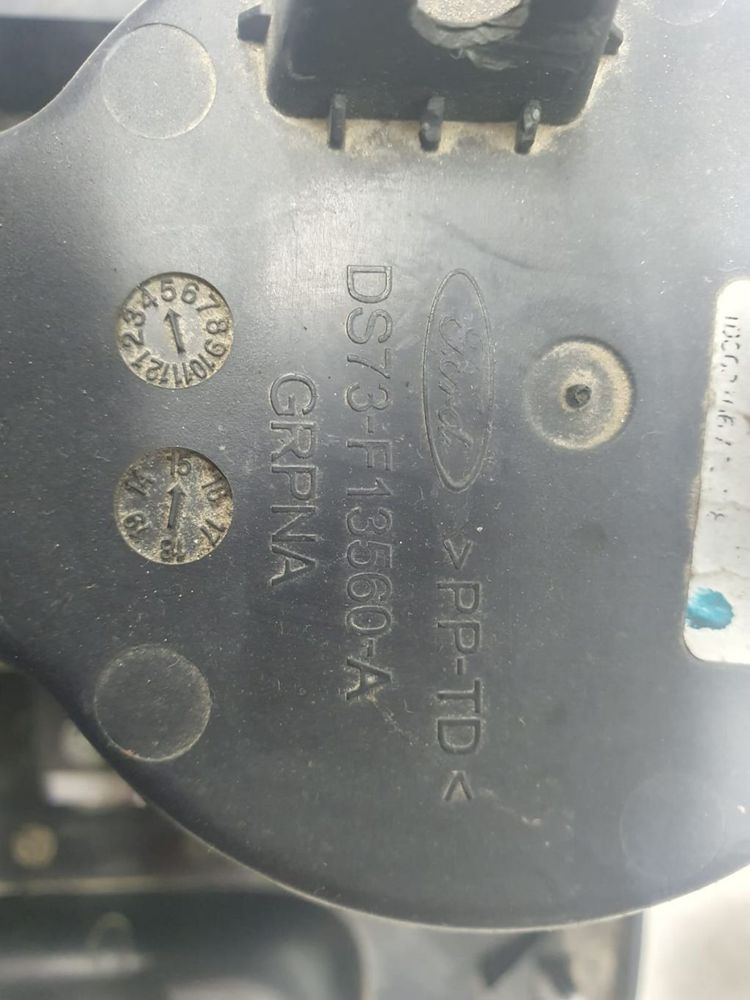 Ford >PP-TD<
DS73-F13560-A
GRPNA
1 2 3 4 5 6 7 8 9 10 11 12
14 15 16 17 18 19